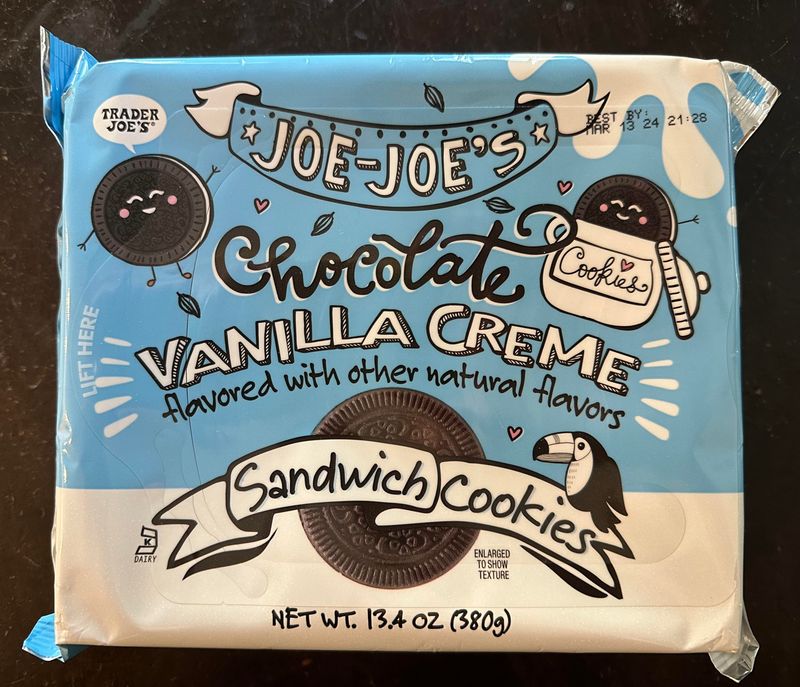 TRADER
JOE'S®
BEST BY:
MAR 13 24 21:28
JOE-JOE'S
Chocolate
Cookies
VANILLA CREME
LIFT HERE
flavored with other natural flavors
Sandwich Cookies
K
DAIRY
ENLARGED
TO SHOW
TEXTURE
NET WT. 13.4 OZ (380g)